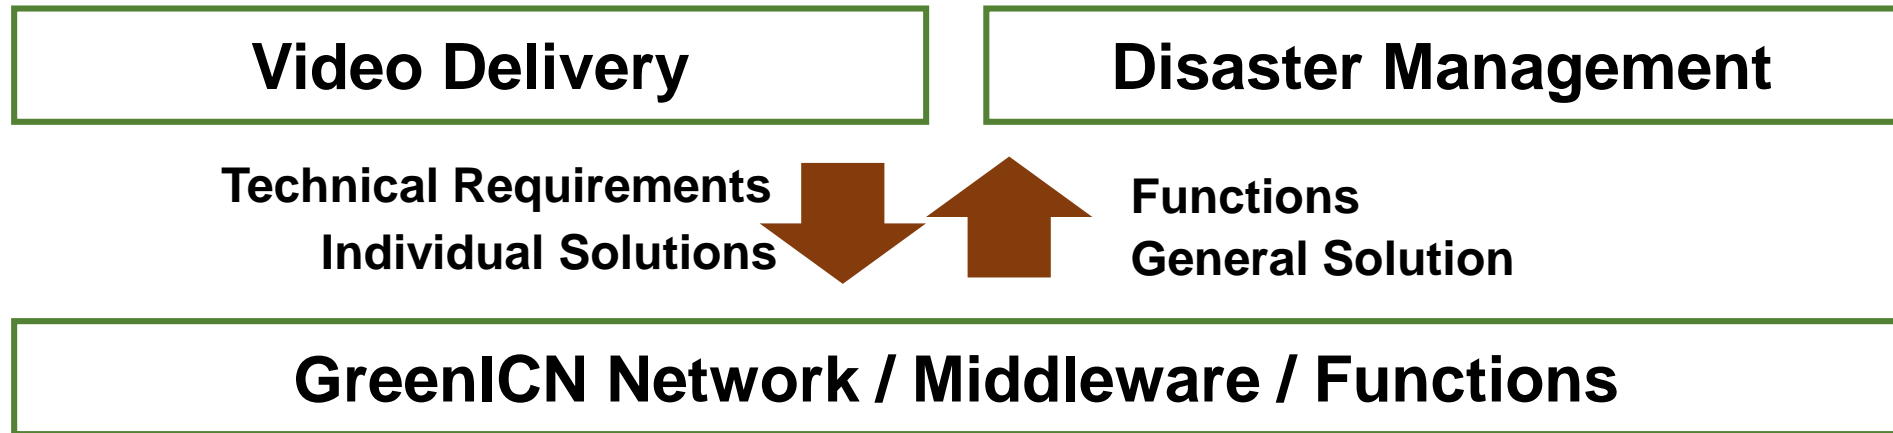 Video Delivery
Disaster Management
Technical Requirements
Individual Solutions
Functions
General Solution
GreenICN Network / Middleware / Functions